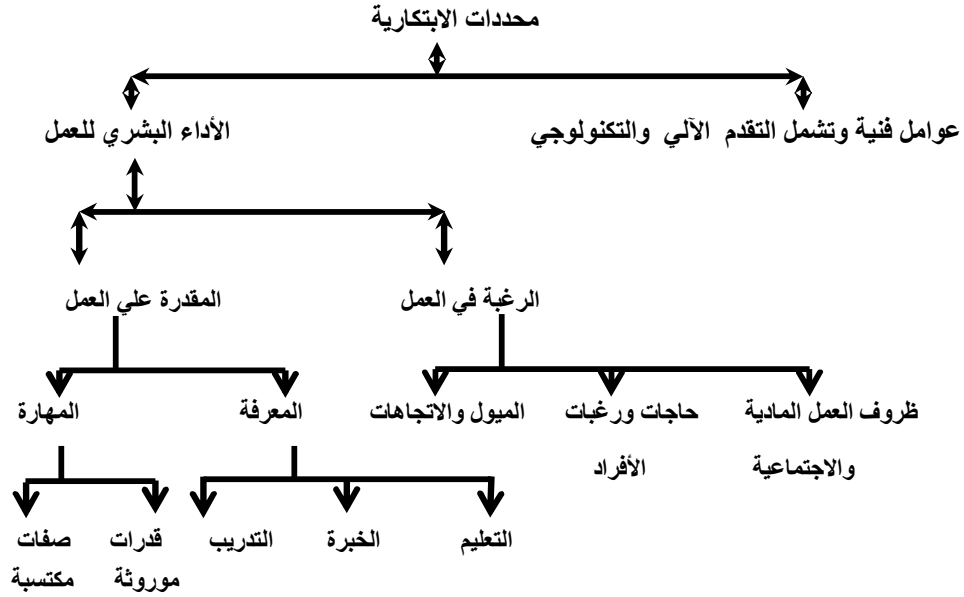 محددات الابتكارية
عوامل فنية وتشمل التقدم الآلي والتكنولوجي
الأداء البشري للعمل
الرغبة في العمل
المقدرة علي العمل
ظروف العمل المادية
والاجتماعية
حاجات ورغبات
الأفراد
الميول والاتجاهات
المعرفة
المهارة
التعليم
الخبرة
التدريب
قدرات
موروثة
صفات
مكتسبة